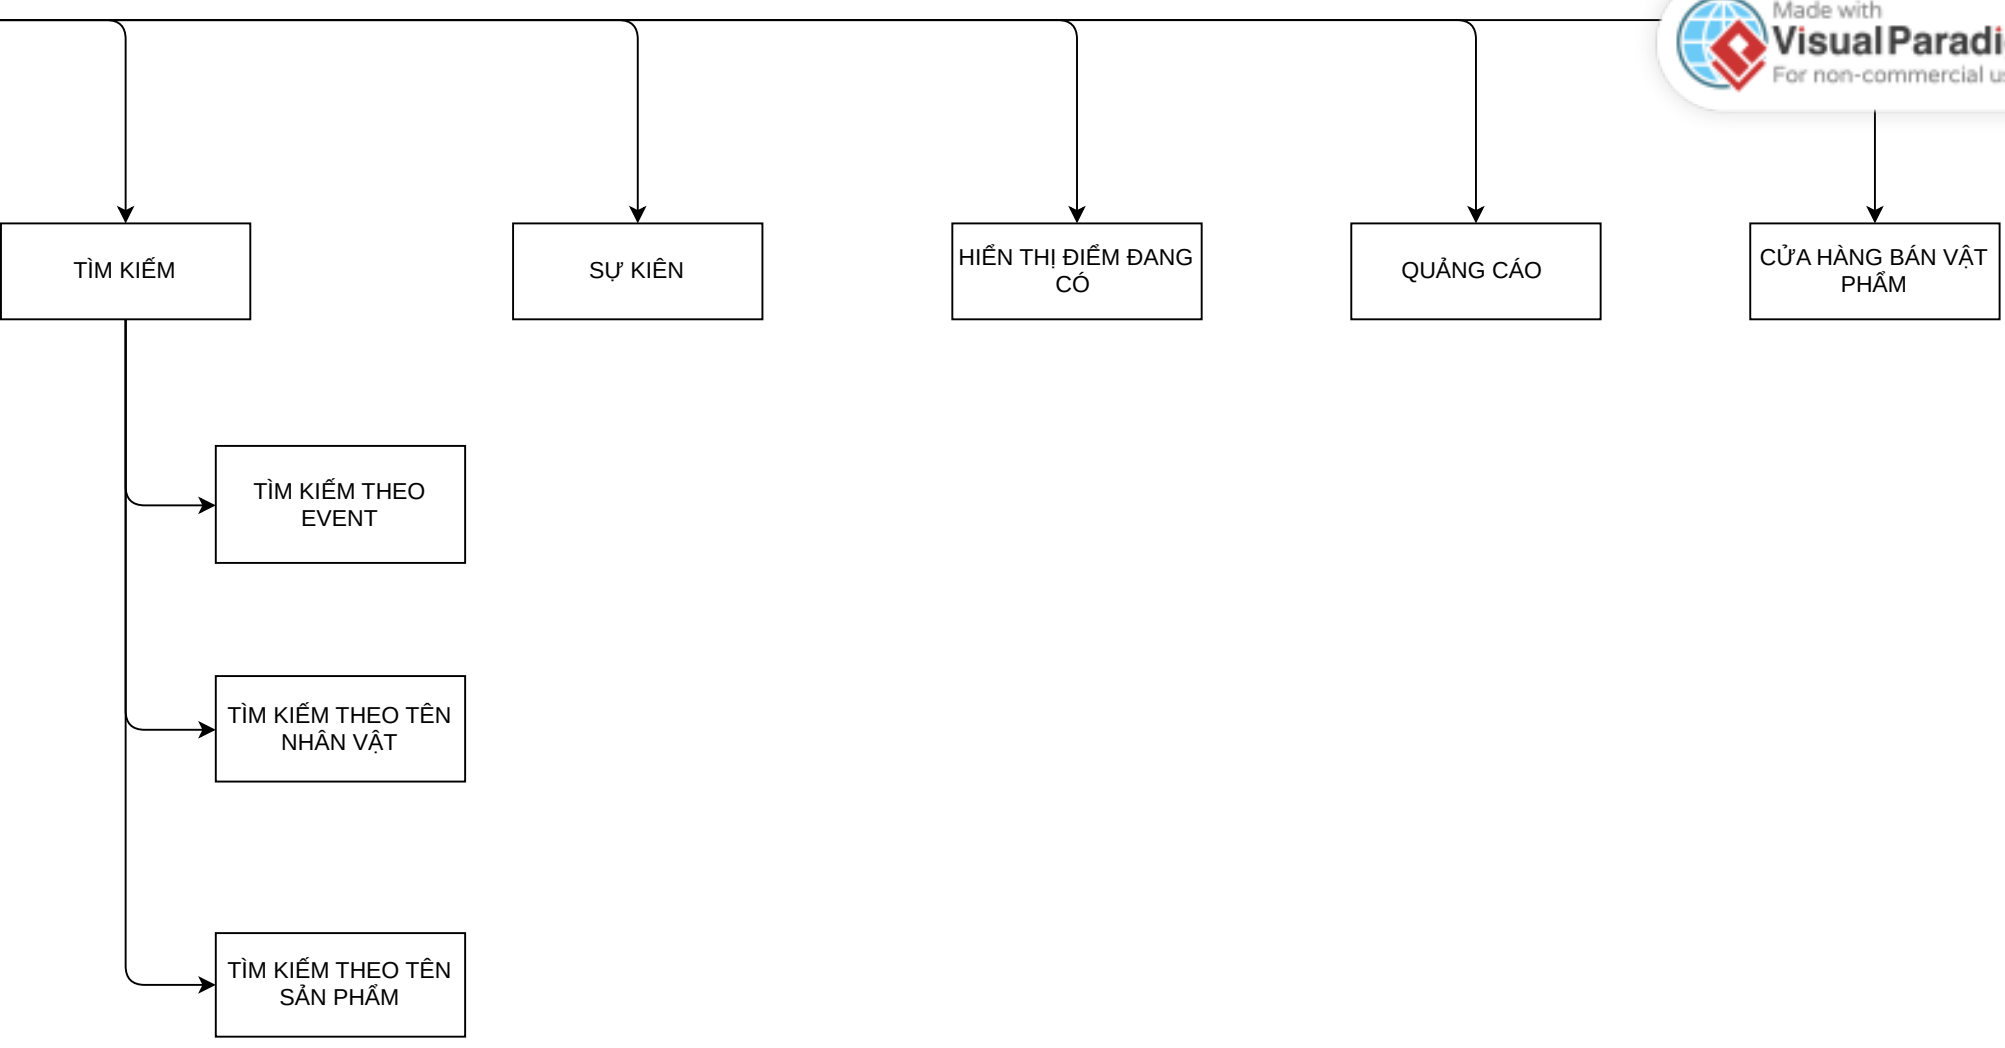 Made with
Visual Paradi
For non-commercial us
TÌM KIẾM
SỰ KIÊN
HIỂN THỊ ĐIỂM ĐANG
CÓ
QUẢNG CÁO
CỬA HÀNG BÁN VẬT
PHẨM
TÌM KIẾM THEO
EVENT
TÌM KIẾM THEO TÊN
NHÂN VẬT
TÌM KIẾM THEO TÊN
SẢN PHẨM